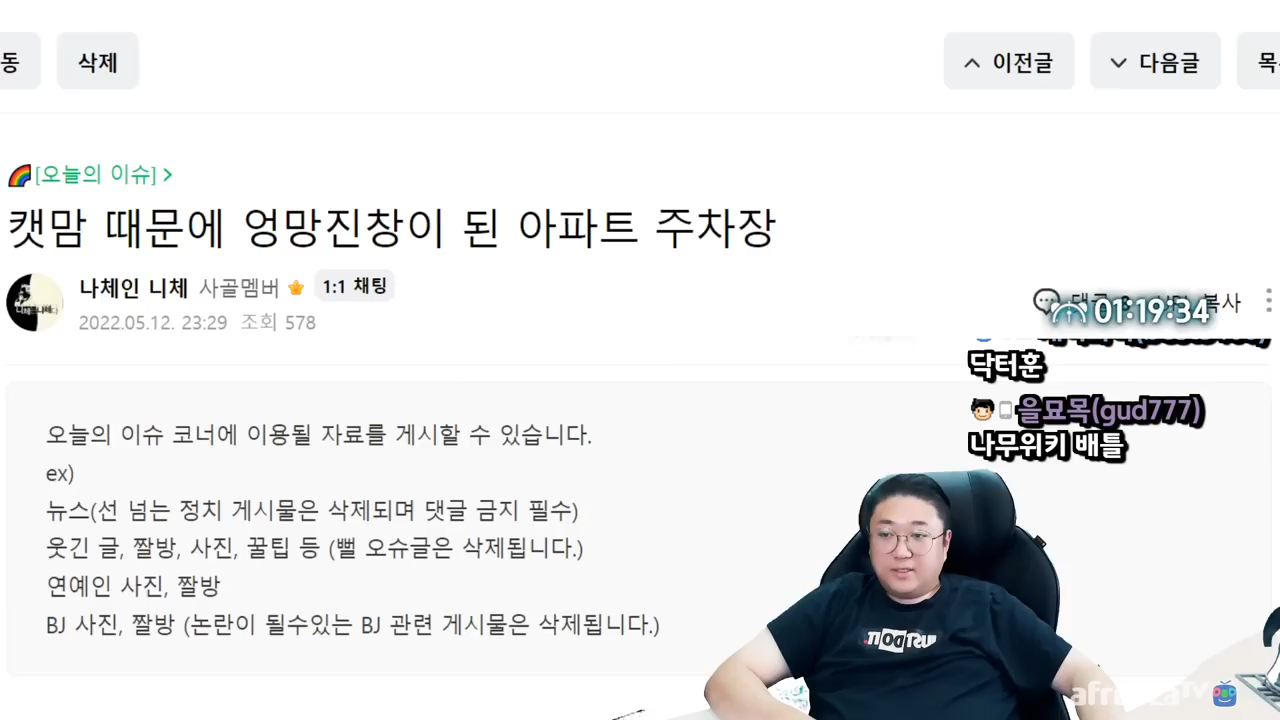 동
삭제
이전글
다음글
[오늘의 이슈]
캣맘 때문에 엉망진창이 된 아파트 주차장
나체인 니체 사골멤버 1:1 채팅
2022.05.12. 23:29 조회 578
복사
01:19:34
닥터훈
을묘목(gud777)
나무위키 배틀
오늘의 이슈 코너에 이용될 자료를 게시할 수 있습니다.
ex)
뉴스(선 넘는 정치 게시물은 삭제되며 댓글 금지 필수)
웃긴 글, 짤방, 사진, 꿀팁 등 (뻘 오슈글은 삭제됩니다.)
연예인 사진, 짤방
BJ 사진, 짤방 (논란이 될수있는 BJ 관련 게시물은 삭제됩니다.)